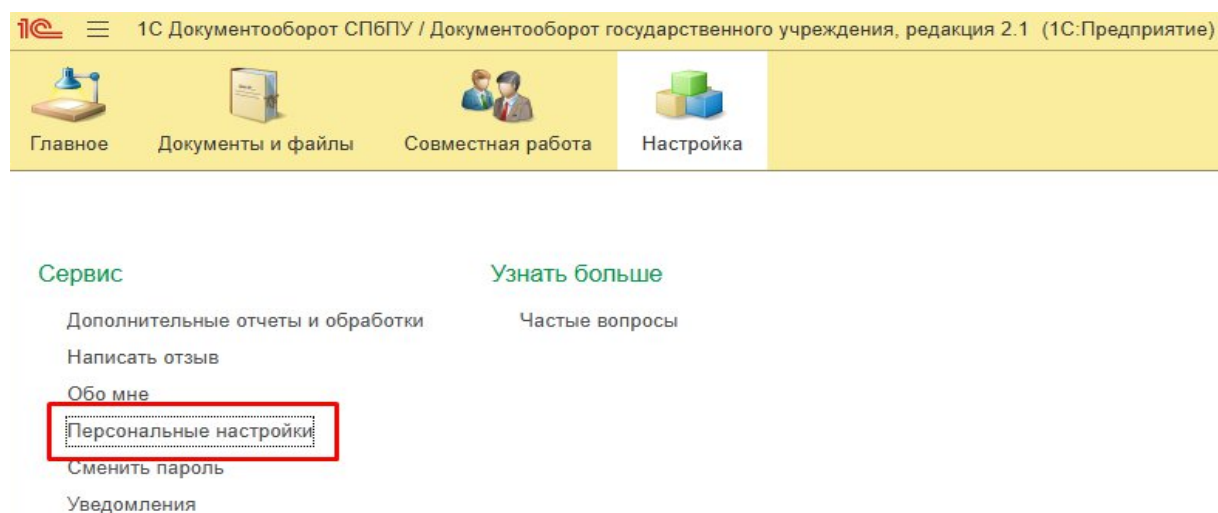 1С Документооборот СПбПУ / Документооборот государственного учреждения, редакция 2.1 (1С:Предприятие)
Главное Документы и файлы Совместная работа Настройка
Сервис Узнать больше
Дополнительные отчеты и обработки Частые вопросы
Написать отзыв
Обо мне
Персональные настройки
Сменить пароль
Уведомления